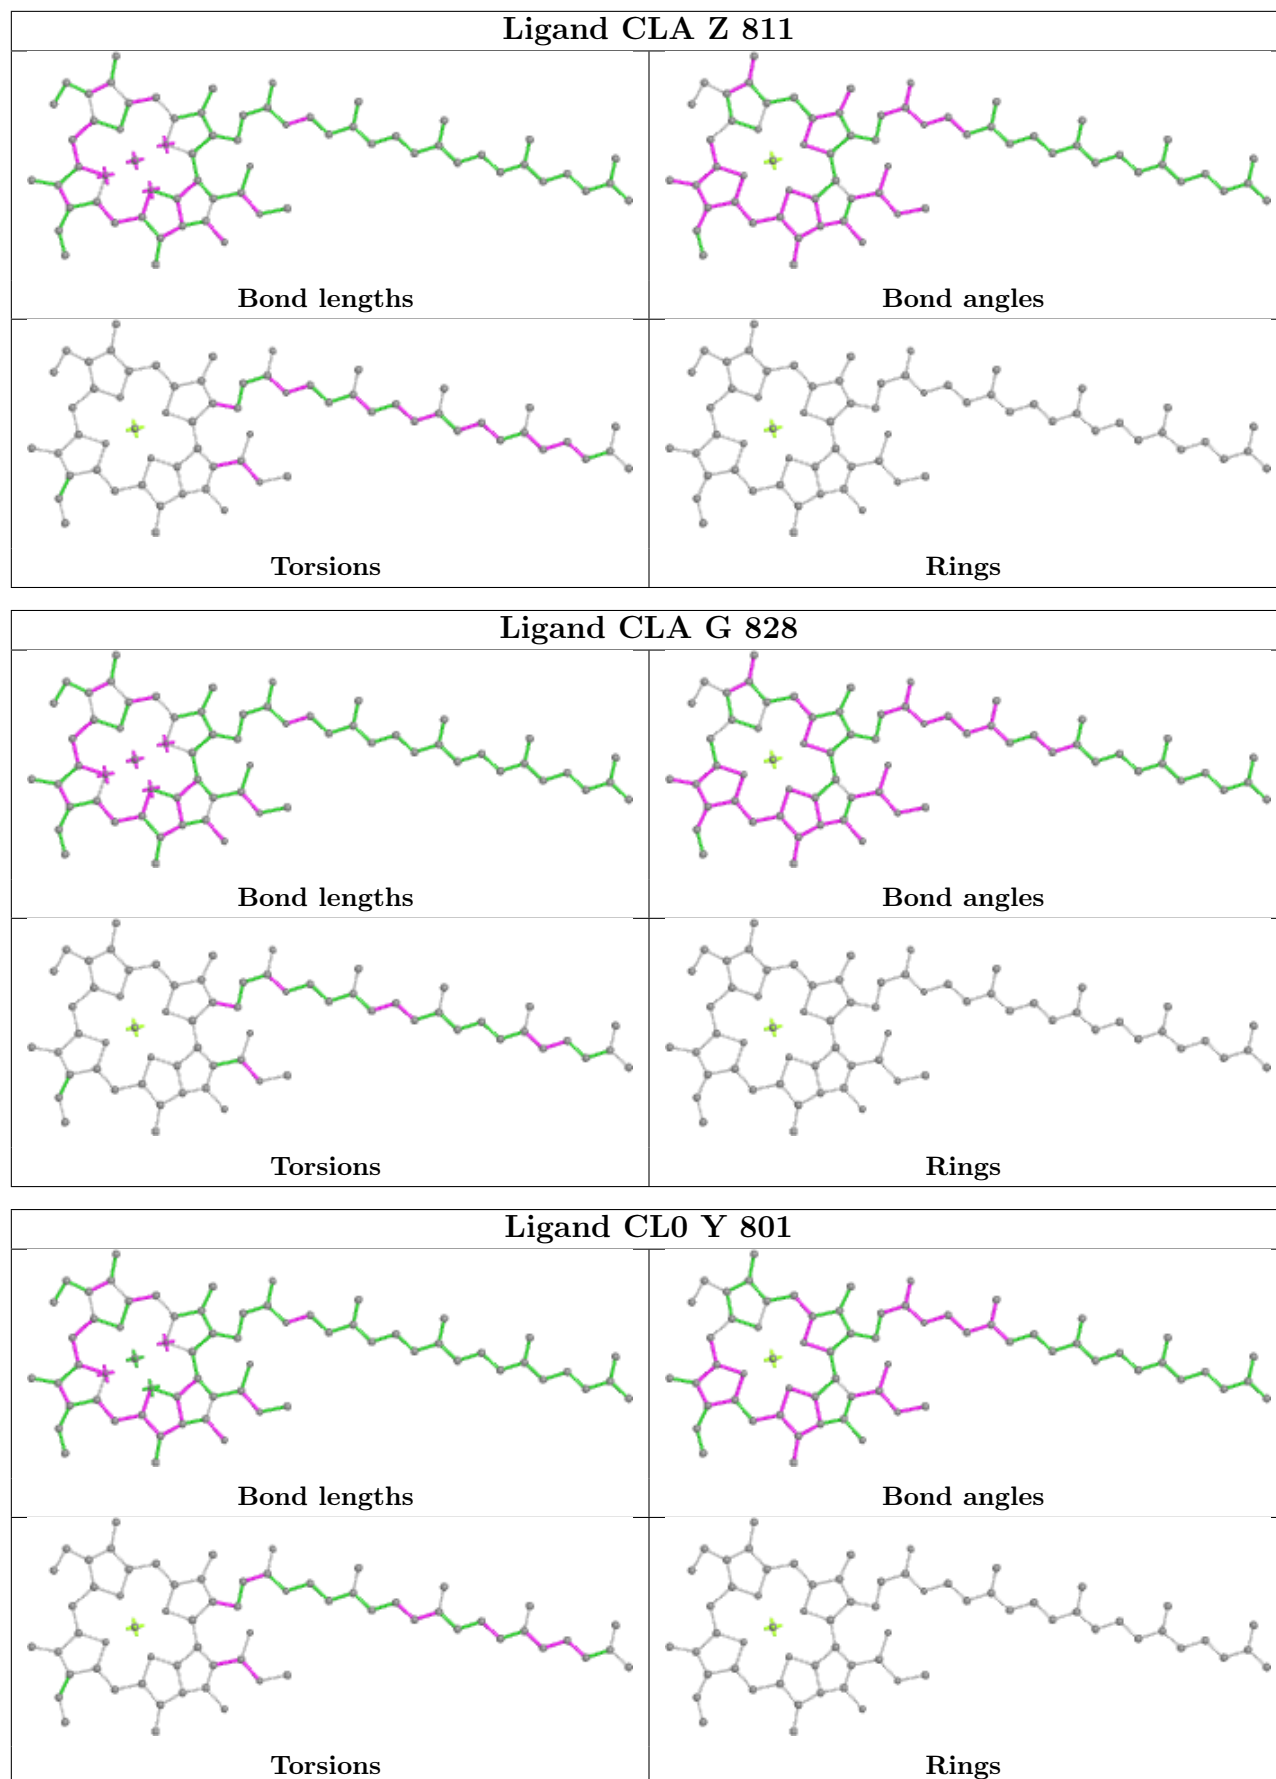 Ligand CLA Z 811
Bond lengths
Bond angles
Torsions
Rings
Ligand CLA G 828
Bond lengths
Bond angles
Torsions
Rings
Ligand CL0 Y 801
Bond lengths
Bond angles
Torsions
Rings